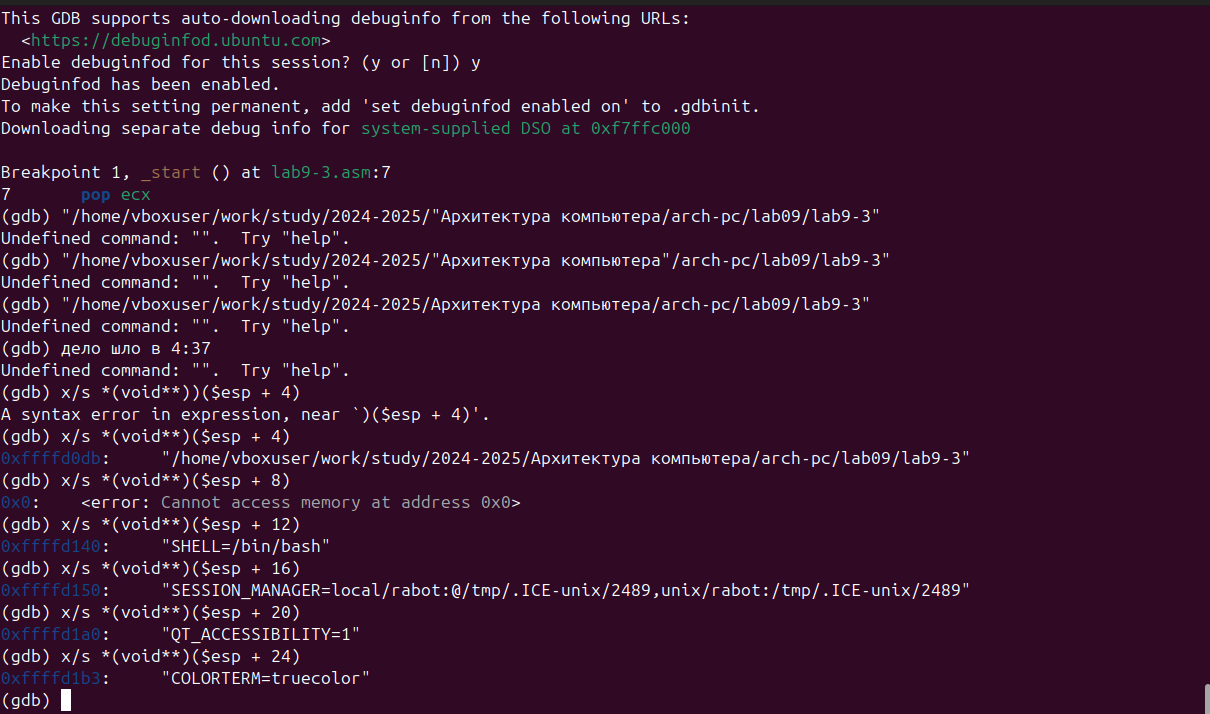 This GDB supports auto-downloading debuginfo from the following URLs:
  <https://debuginfod.ubuntu.com>
Enable debuginfod for this session? (y or [n]) y
Debuginfod has been enabled.
To make this setting permanent, add 'set debuginfod enabled on' to .gdbinit.
Downloading separate debug info for system-supplied DSO at 0xf7ffc000

Breakpoint 1, _start () at lab9-3.asm:7
7       pop ecx
(gdb) "/home/vboxuser/work/study/2024-2025/"Архитектура компьютера/arch-pc/lab09/lab9-3"
Undefined command: "".  Try "help".
(gdb) "/home/vboxuser/work/study/2024-2025/"Архитектура компьютера"/arch-pc/lab09/lab9-3"
Undefined command: "".  Try "help".
(gdb) "/home/vboxuser/work/study/2024-2025/Архитектура компьютера/arch-pc/lab09/lab9-3"
Undefined command: "".  Try "help".
(gdb) дело шло в 4:37
Undefined command: "".  Try "help".
(gdb) x/s *(void**))($esp + 4)
A syntax error in expression, near `)($esp + 4)'.
(gdb) x/s *(void**)($esp + 4)
0xffffd0db:     "/home/vboxuser/work/study/2024-2025/Архитектура компьютера/arch-pc/lab09/lab9-3"
(gdb) x/s *(void**)($esp + 8)
0x0:    <error: Cannot access memory at address 0x0>
(gdb) x/s *(void**)($esp + 12)
0xffffd140:     "SHELL=/bin/bash"
(gdb) x/s *(void**)($esp + 16)
0xffffd150:     "SESSION_MANAGER=local/rabot:@/tmp/.ICE-unix/2489,unix/rabot:/tmp/.ICE-unix/2489"
(gdb) x/s *(void**)($esp + 20)
0xffffd1a0:     "QT_ACCESSIBILITY=1"
(gdb) x/s *(void**)($esp + 24)
0xffffd1b3:     "COLORTERM=truecolor"
(gdb)